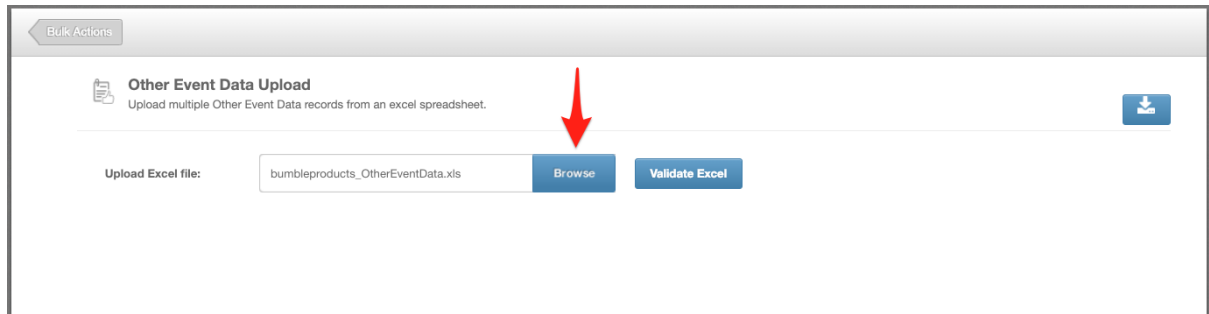 Bulk Actions
Other Event Data Upload
Upload multiple Other Event Data records from an excel spreadsheet.
Upload Excel file: bumbleproducts_OtherEventData.xls Browse Validate Excel